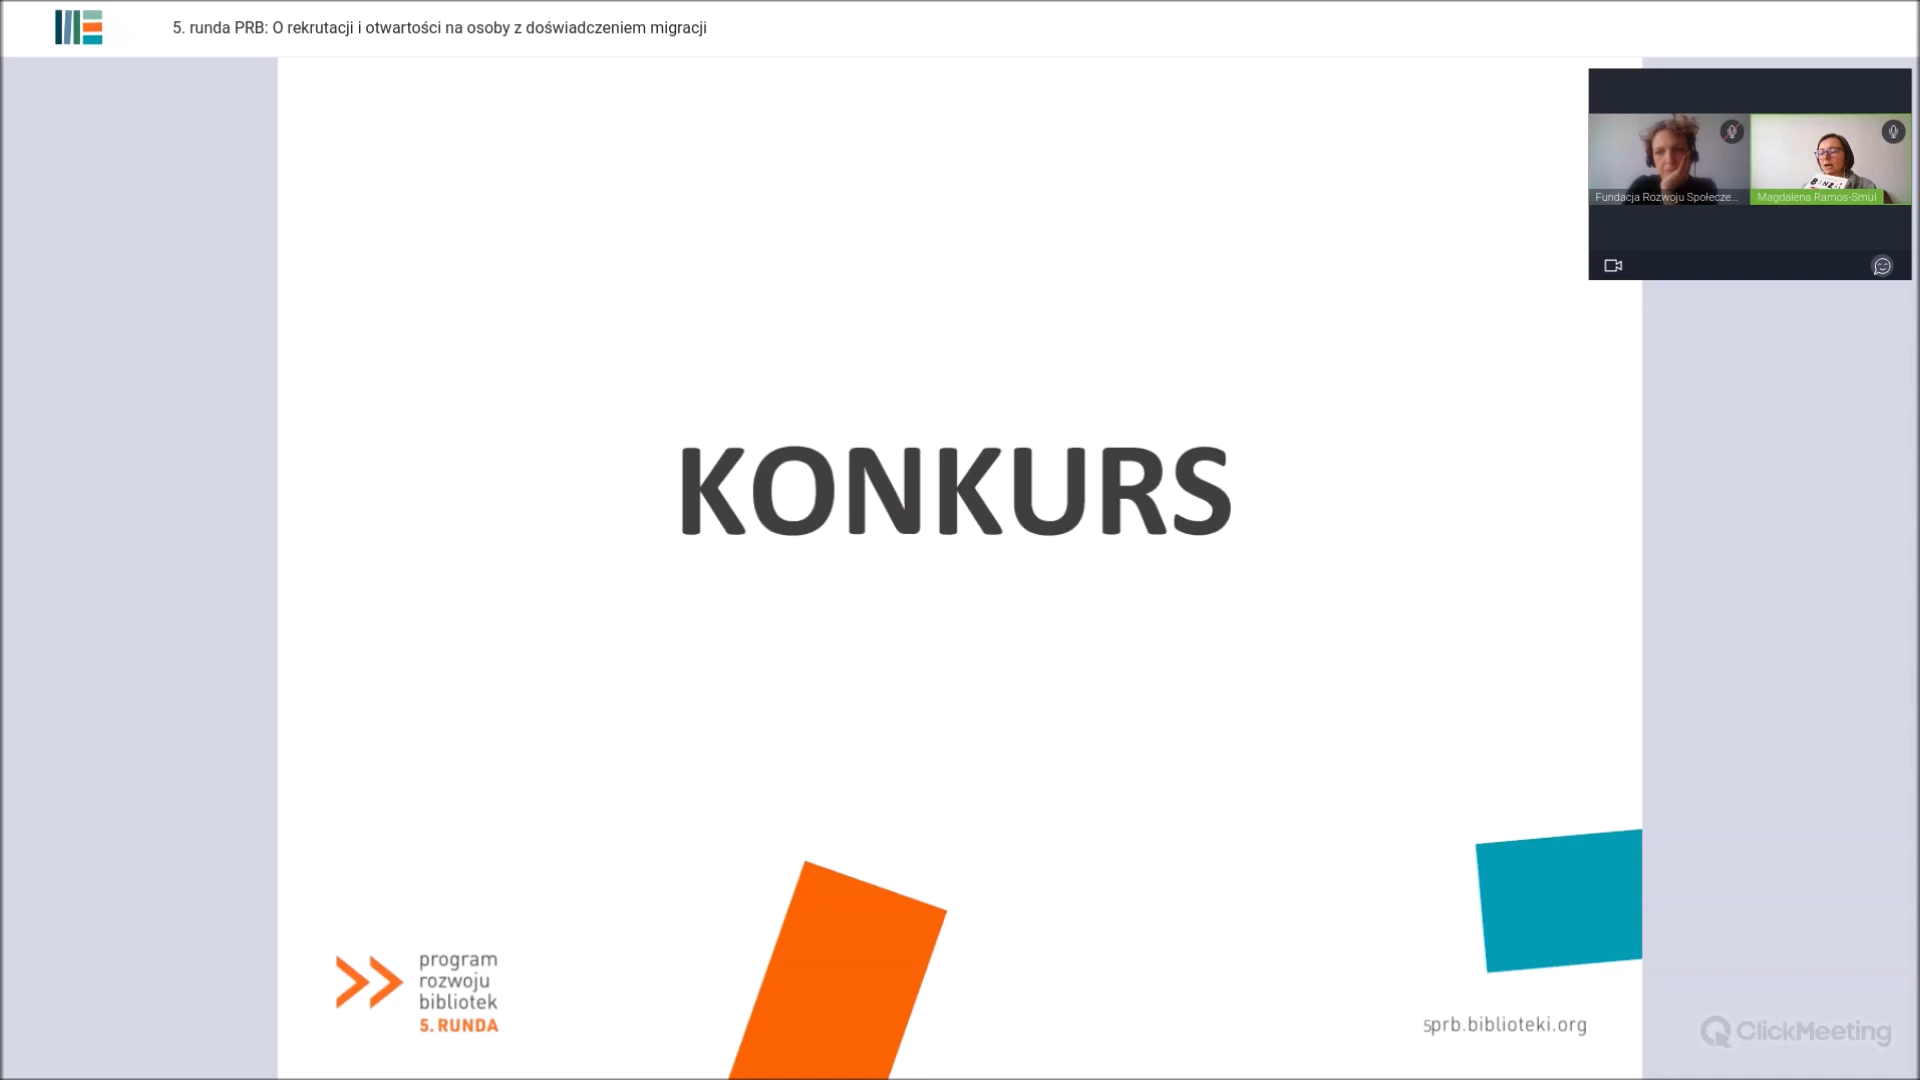 5. runda PRB: O rekrutacji i otwartości na osoby z doświadczeniem migracji
Fundacja Rozwoju Społecze...
Magdalena Ramos-Smul
KONKURS
program
rozwoju
bibliotek
5. RUNDA
5prb.biblioteki.org
ClickMeeting